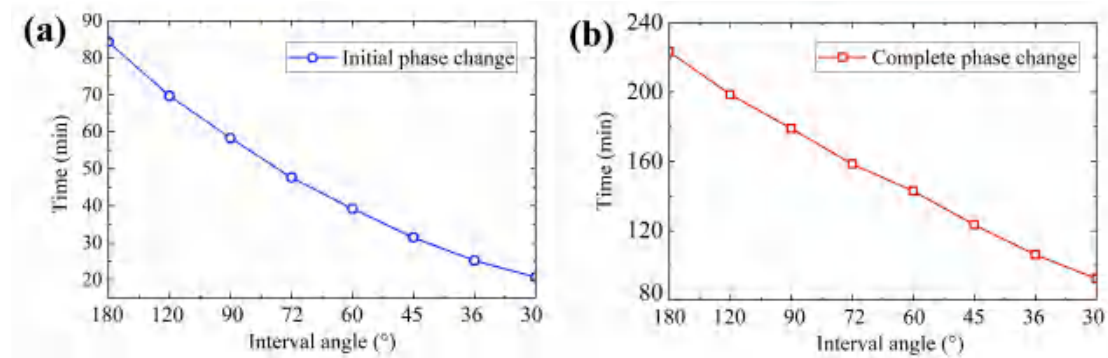 (a)
Initial phase change
Time (min)
90
80
70
60
50
40
30
20
180 120 90 72 60 45 36 30
Interval angle (°)
(b)
Complete phase change
Time (min)
240
200
160
120
80
180 120 90 72 60 45 36 30
Interval angle (°)